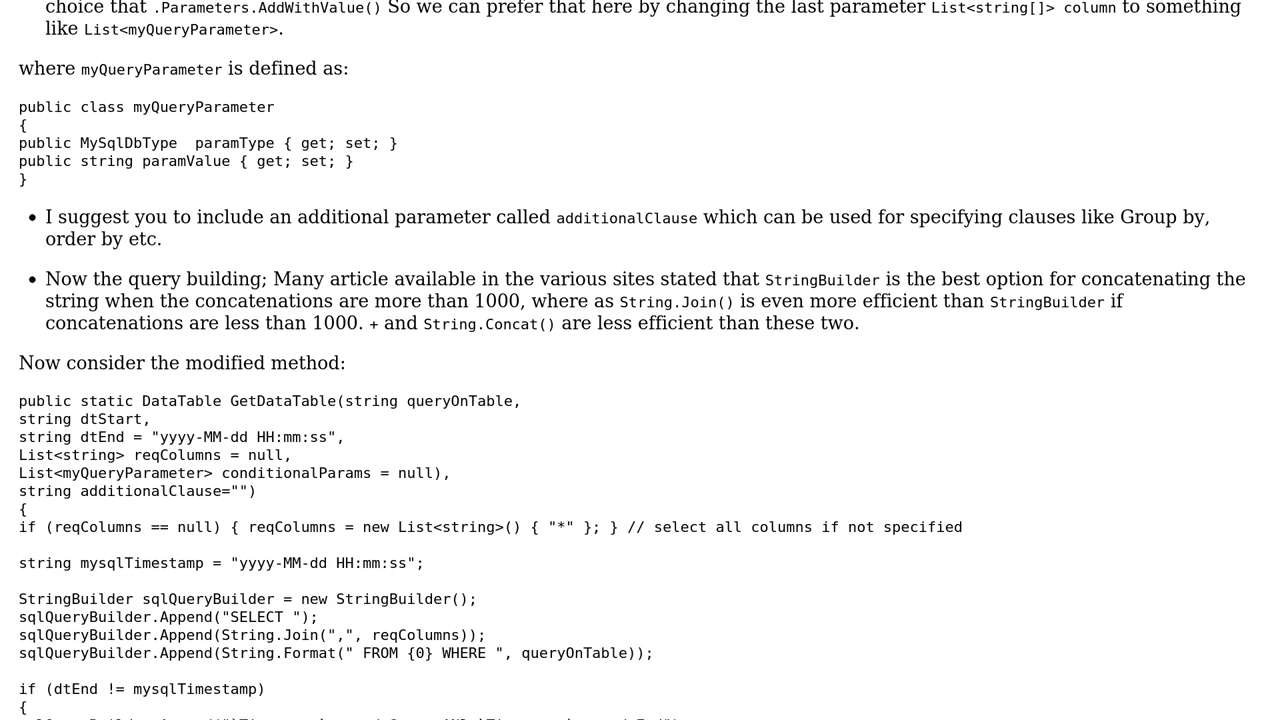 choice that .Parameters.AddWithValue() So we can prefer that here by changing the last parameter List<string[]> column to something
like List<myQueryParameter>.
where myQueryParameter is defined as:
public class myQueryParameter
{
public MySqlDbType  paramType { get; set; }
public string paramValue { get; set; }
}
• I suggest you to include an additional parameter called additionalClause which can be used for specifying clauses like Group by,
order by etc.
• Now the query building; Many article available in the various sites stated that StringBuilder is the best option for concatenating the
string when the concatenations are more than 1000, where as String.Join() is even more efficient than StringBuilder if
concatenations are less than 1000. + and String.Concat() are less efficient than these two.
Now consider the modified method:
public static DataTable GetDataTable(string queryOnTable,
string dtStart,
string dtEnd = "yyyy-MM-dd HH:mm:ss",
List<string> reqColumns = null,
List<myQueryParameter> conditionalParams = null),
string additionalClause="")
{
if (reqColumns == null) { reqColumns = new List<string>() { "*" }; } // select all columns if not specified
string mysqlTimestamp = "yyyy-MM-dd HH:mm:ss";
StringBuilder sqlQueryBuilder = new StringBuilder();
sqlQueryBuilder.Append("SELECT ");
sqlQueryBuilder.Append(String.Join(",", reqColumns));
sqlQueryBuilder.Append(String.Format(" FROM {0} WHERE ", queryOnTable));
if (dtEnd != mysqlTimestamp)
{